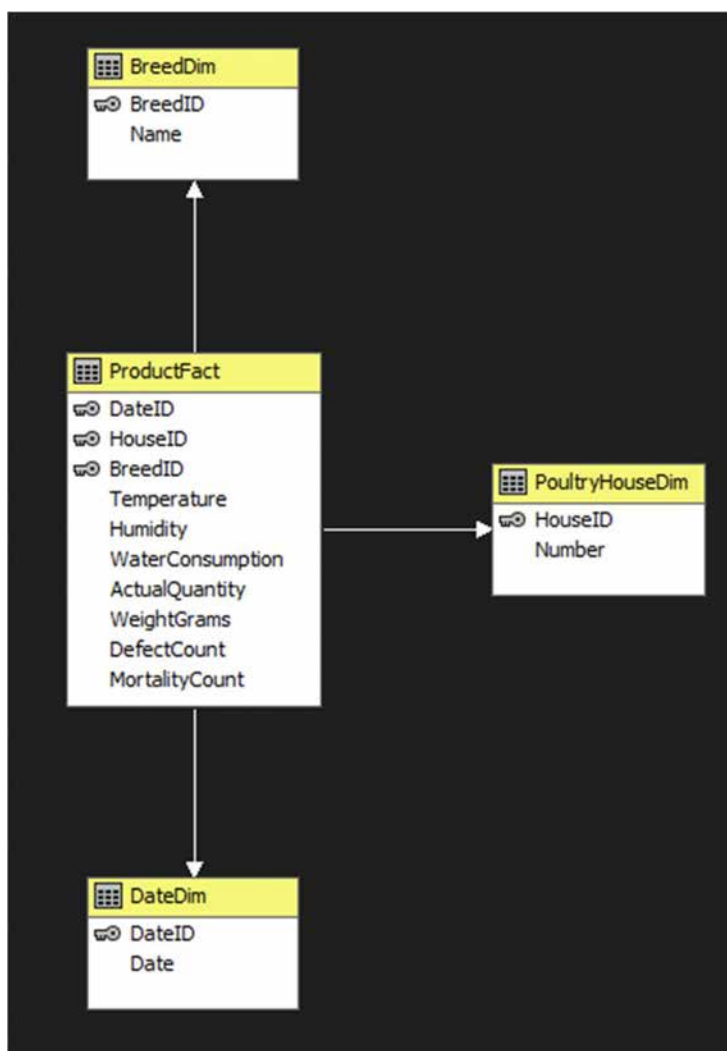 BreedDim
BreedID
Name
ProductFact
DateID
HouseID
BreedID
Temperature
Humidity
WaterConsumption
ActualQuantity
WeightGrams
DefectCount
MortalityCount
PoultryHouseDim
HouseID
Number
DateDim
DateID
Date